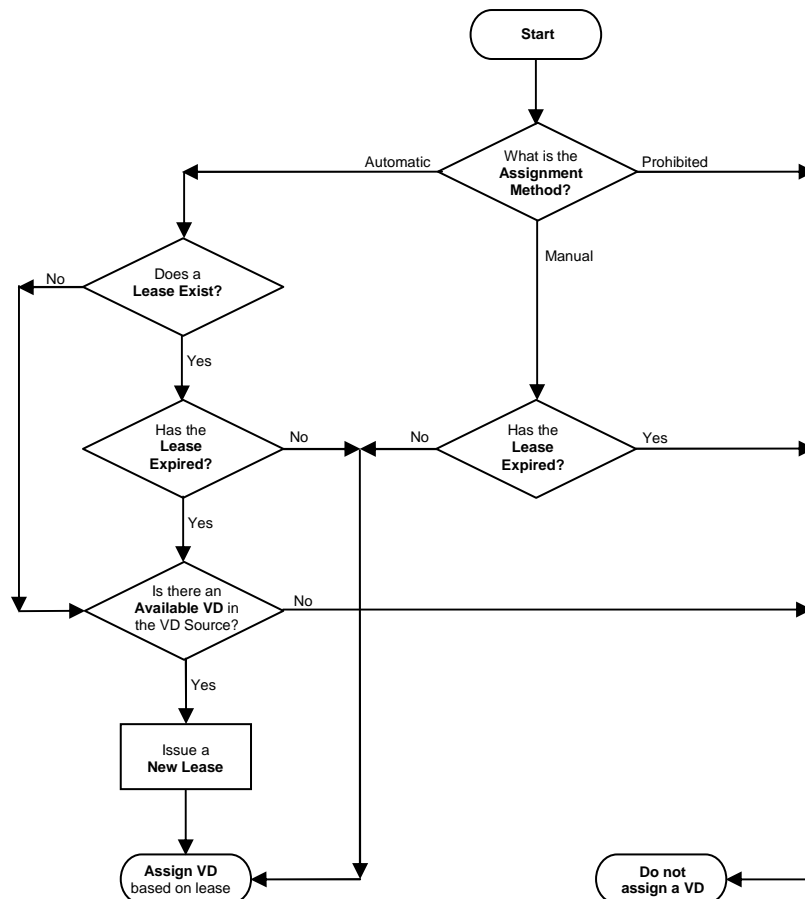 Start
What is the
Assignment
Method?
Automatic
Prohibited
Manual
Does a
Lease Exist?
No
Yes
Has the
Lease
Expired?
No
No
Has the
Lease
Expired?
Yes
Yes
Is there an
Available VD in
the VD Source?
No
Yes
Issue a
New Lease
Assign VD
based on lease
Do not
assign a VD